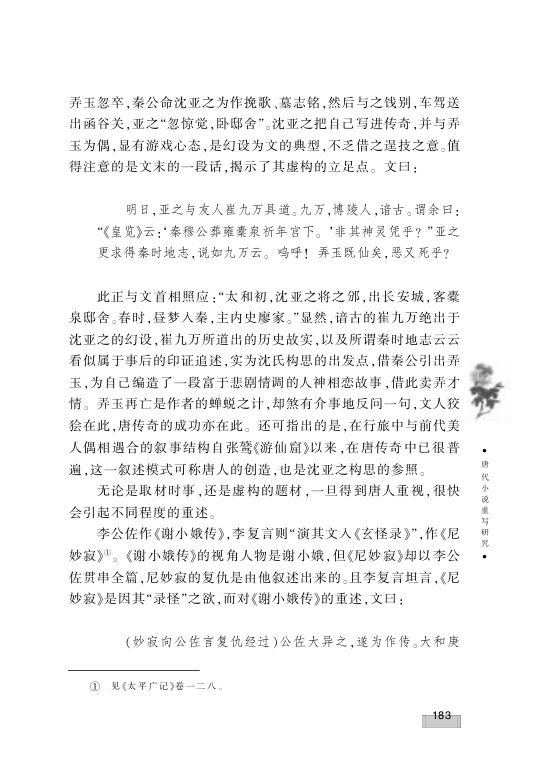 弄玉忽卒，秦公命沈亚之为作挽歌、墓志铭，然后与之饯别，车驾送
出函谷关，亚之“忽惊觉，卧邸舍”。沈亚之把自己写进传奇，并与弄
玉为偶，显有游戏心态，是幻设为文的典型，不乏借之逞技之意。值
得注意的是文末的一段话，揭示了其虚构的立足点。文曰：
明日，亚之与友人崔九万具道。九万，博陵人，谙古。谓余曰：
“《皇览》云：‘秦穆公葬雍橐泉祈年宫下。’非其神灵凭乎？”亚之
更求得秦时地志，说如九万云。呜呼！弄玉既仙矣，恶又死乎？
此正与文首相照应：“太和初，沈亚之将之邠，出长安城，客橐
泉邸舍。春时，昼梦入秦，主内史廖家。”显然，谙古的崔九万绝出于
沈亚之的幻设，崔九万所道出的历史故实，以及所谓秦时地志云云
看似属于事后的印证追述，实为沈氏构思的出发点，借秦公引出弄
玉，为自己编造了一段富于悲剧情调的人神相恋故事，借此卖弄才
情。弄玉再亡是作者的蝉蜕之计，却煞有介事地反问一句，文人狡
狯在此，唐传奇的成功亦在此。还可指出的是，在行旅中与前代美
人偶相遇合的叙事结构自张鷟《游仙窟》以来，在唐传奇中已很普
遍，这一叙述模式可称唐人的创造，也是沈亚之构思的参照。
无论是取材时事，还是虚构的题材，一旦得到唐人重视，很快
会引起不同程度的重述。
李公佐作《谢小娥传》，李复言则“演其文入《玄怪录》”，作《尼
妙寂》①。《谢小娥传》的视角人物是谢小娥，但《尼妙寂》却以李公
佐贯串全篇，尼妙寂的复仇是由他叙述出来的。且李复言坦言，《尼
妙寂》是因其“录怪”之欲，而对《谢小娥传》的重述，文曰：
（妙寂向公佐言复仇经过）公佐大异之，遂为作传。大和庚
① 见《太平广记》卷一二八。
•唐代小说重写研究•
183